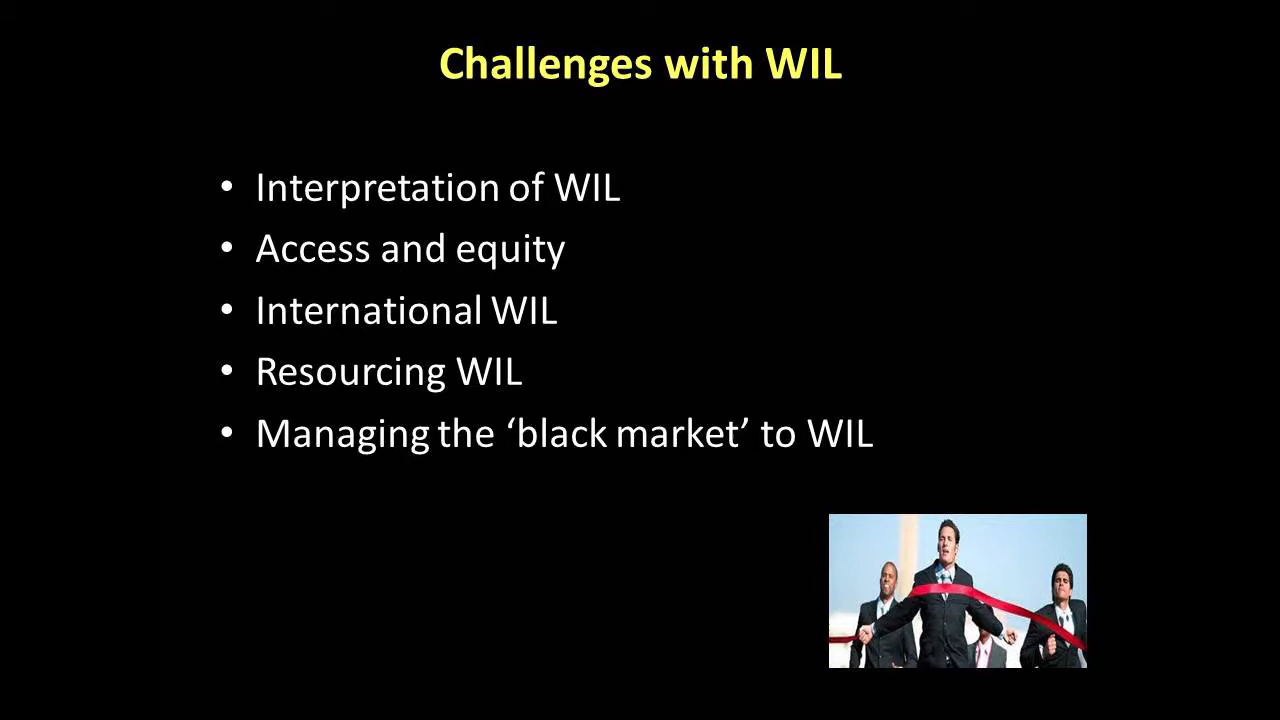 Challenges with WIL
• Interpretation of WIL
• Access and equity
• International WIL
• Resourcing WIL
• Managing the ‘black market’ to WIL